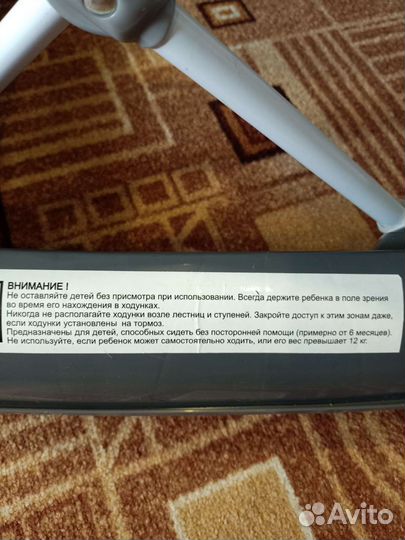 ВНИМАНИЕ !
Не оставляйте детей без присмотра при использовании. Всегда держите ребенка в поле зрения
во время его нахождения в ходунках.
Никогда не располагайте ходунки возле лестниц и ступеней. Закройте доступ к этим зонам даже,
если ходунки установлены на тормоз.
Предназначены для детей, способных сидеть без посторонней помощи (примерно от 6 месяцев).
Не используйте, если ребенок может самостоятельно ходить, или его вес превышает 12 кг.
Avito